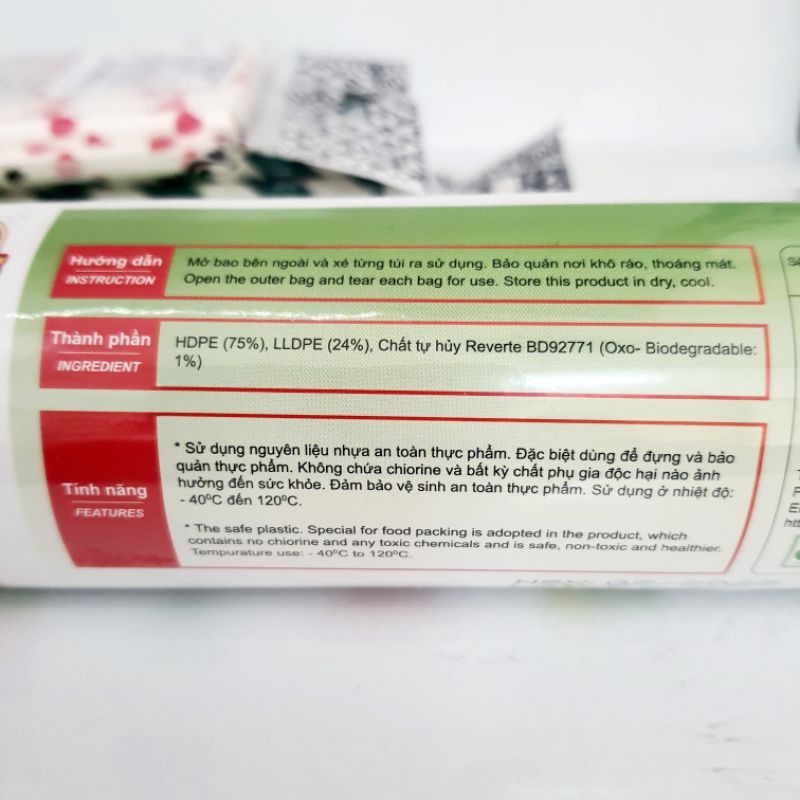 Hướng dẫn
INSTRUCTION
Mở bao bên ngoài và xé từng túi ra sử dụng. Bảo quản nơi khô ráo, thoáng mát.
Open the outer bag and tear each bag for use. Store this product in dry, cool.
Thành phần
INGREDIENT
HDPE (75%), LLDPE (24%), Chất tự hủy Reverte BD92771 (Oxo- Biodegradable:
1%)
Tính năng
FEATURES
* Sử dụng nguyên liệu nhựa an toàn thực phẩm. Đặc biệt dùng để đựng và bảo
quản thực phẩm. Không chứa chiorine và bất kỳ chất phụ gia độc hại nào ảnh
hưởng đến sức khỏe. Đảm bảo vệ sinh an toàn thực phẩm. Sử dụng ở nhiệt độ:
- 40ºC đến 120ºC.
* The safe plastic. Special for food packing is adopted in the product, which
contains no chlorine and any toxic chemicals and is safe, non-toxic and healthier.
Tempurature use: - 40ºC to 120ºC.